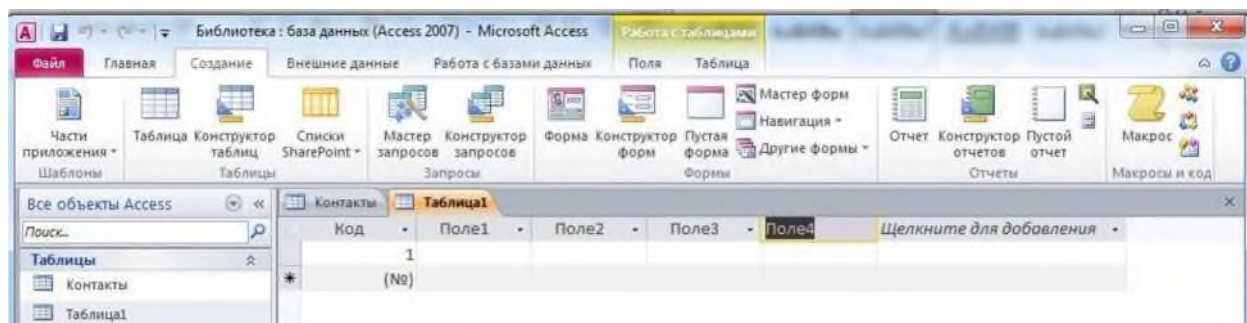 Библиотека : база данных (Access 2007) - Microsoft Access Работа с таблицами
Файл Главная Создание Внешние данные Работа с базами данных Поля Таблица
Части приложения
Таблица
Конструктор таблиц
Списки SharePoint
Мастер запросов
Конструктор запросов
Форма
Конструктор форм
Пустая форма
Мастер форм
Навигация
Другие формы
Отчет
Конструктор отчетов
Пустой отчет
Макрос
Шаблоны Таблицы Запросы Формы Отчеты Макросы и код
Все объекты Access Контакты Таблица1
Поиск... Код Поле1 Поле2 Поле3 Поле4 Щелкните для добавления
Таблицы 1
Контакты (№)
Таблица1